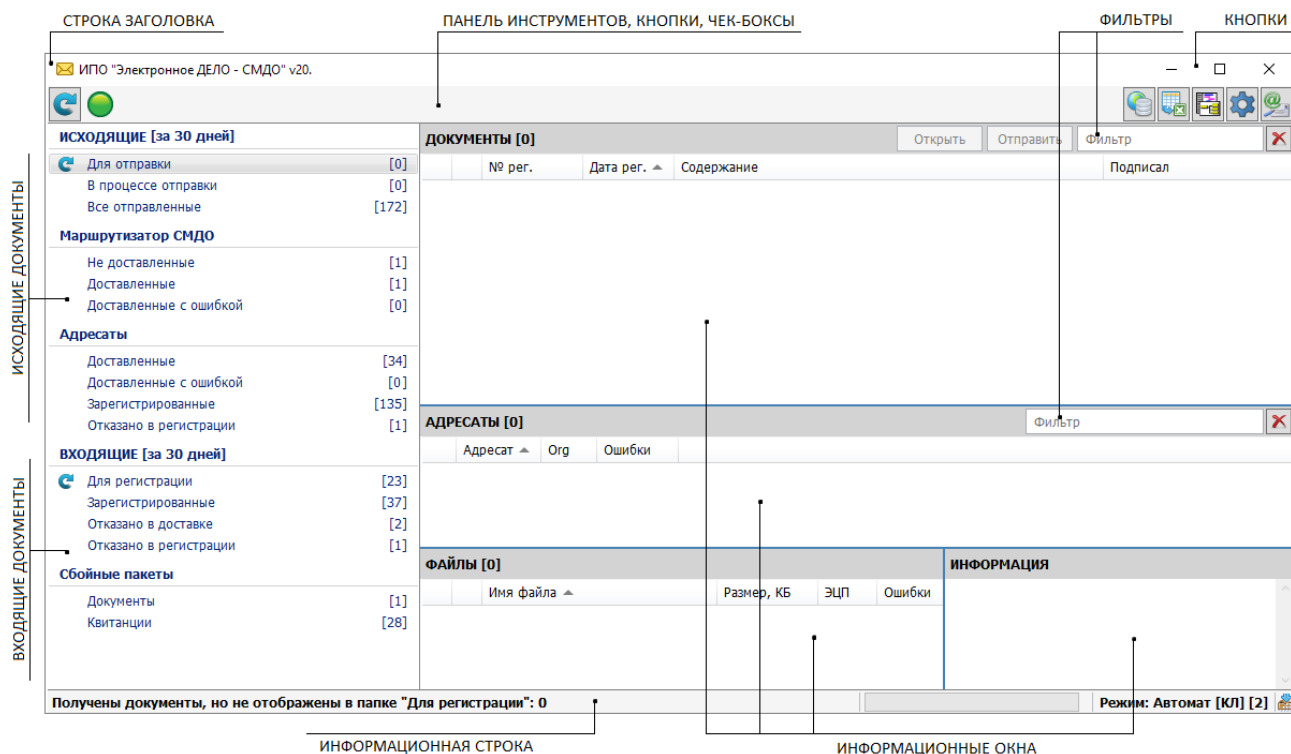 СТРОКА ЗАГОЛОВКА ПАНЕЛЬ ИНСТРУМЕНТОВ, КНОПКИ, ЧЕК-БОКСЫ ФИЛЬТРЫ КНОПКИ
ИПО "Электронное ДЕЛО - СМДО" v20.
ИСХОДЯЩИЕ [за 30 дней]
Для отправки [0]
В процессе отправки [0]
Все отправленные [172]
Маршрутизатор СМДО
Не доставленные [1]
Доставленные [1]
Доставленные с ошибкой [0]
Адресаты
Доставленные [34]
Доставленные с ошибкой [0]
Зарегистрированные [135]
Отказано в регистрации [1]
ВХОДЯЩИЕ [за 30 дней]
Для регистрации [23]
Зарегистрированные [37]
Отказано в доставке [2]
Отказано в регистрации [1]
Сбойные пакеты
Документы [1]
Квитанции [28]
ИСХОДЯЩИЕ ДОКУМЕНТЫ
ВХОДЯЩИЕ ДОКУМЕНТЫ
ДОКУМЕНТЫ [0] Открыть Отправить Фильтр
№ рег. Дата рег. Содержание Подписал
АДРЕСАТЫ [0] Фильтр
Адресат Org Ошибки
ФАЙЛЫ [0] ИНФОРМАЦИЯ
Имя файла Размер, КБ ЭЦП Ошибки
Получены документы, но не отображены в папке "Для регистрации": 0 Режим: Автомат [КЛ] [2]
ИНФОРМАЦИОННАЯ СТРОКА ИНФОРМАЦИОННЫЕ ОКНА